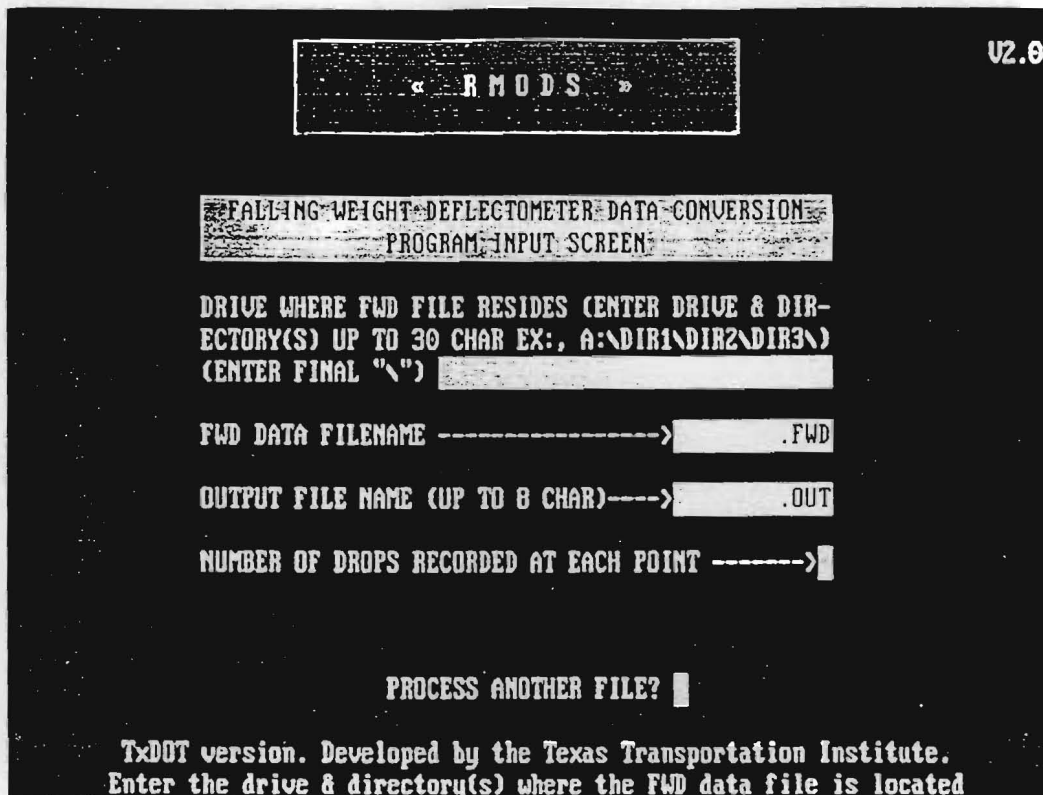 V2.0
« R M O D S »
FALLING WEIGHT DEFLECTOMETER DATA CONVERSION
PROGRAM INPUT SCREEN
DRIVE WHERE FWD FILE RESIDES (ENTER DRIVE & DIR-
ECTORY(S) UP TO 30 CHAR EX:, A:\DIR1\DIR2\DIR3\)
(ENTER FINAL "\")
FWD DATA FILENAME ----------------> .FWD
OUTPUT FILE NAME (UP TO 8 CHAR)----> .OUT
NUMBER OF DROPS RECORDED AT EACH POINT ------->
PROCESS ANOTHER FILE?
TxDOT version. Developed by the Texas Transportation Institute.
Enter the drive & directory(s) where the FWD data file is located